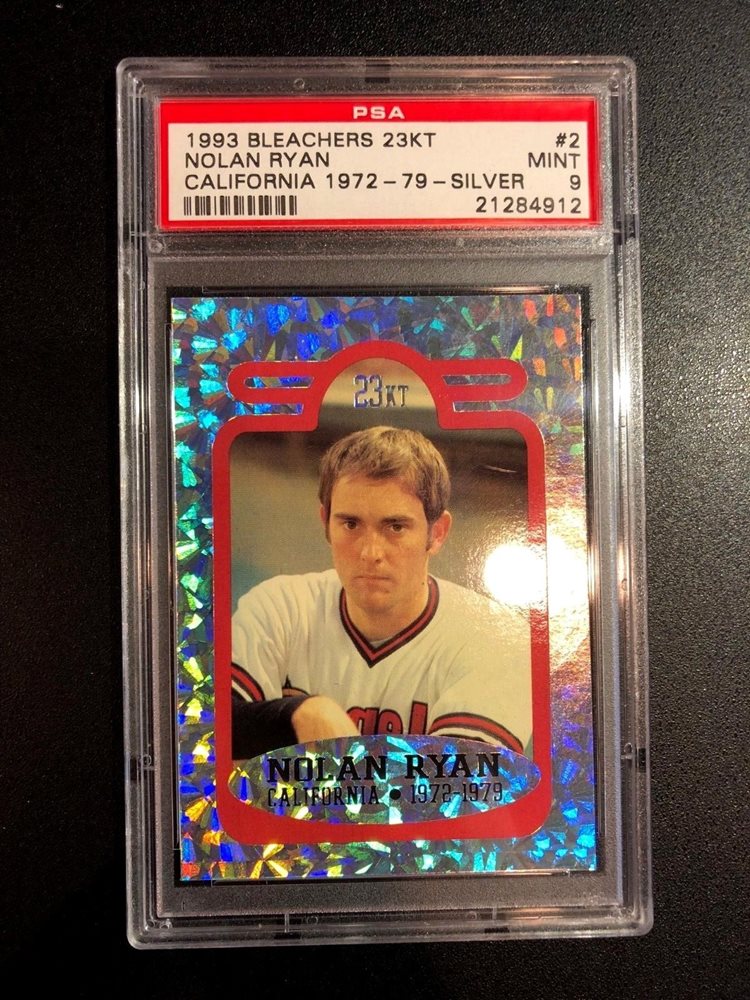 PSA
1993 BLEACHERS 23KT #2
NOLAN RYAN MINT
CALIFORNIA 1972-79-SILVER 9
21284912
23KT
NOLAN RYAN
CALIFORNIA • 1972-1979